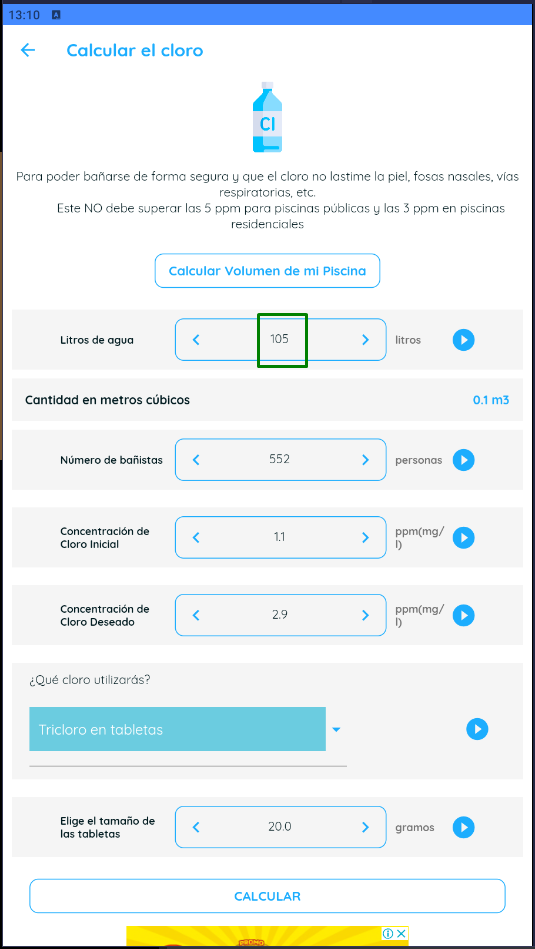 13:10 A
Calcular el cloro
Cl
Para poder bañarse de forma segura y que el cloro no lastime la piel, fosas nasales, vías
respiratorias, etc.
Este NO debe superar las 5 ppm para piscinas públicas y las 3 ppm en piscinas
residenciales
Calcular Volumen de mi Piscina
Litros de agua 105 litros
Cantidad en metros cúbicos 0.1 m3
Número de bañistas 552 personas
Concentración de
Cloro Inicial
1.1
ppm(mg/
l)
Concentración de
Cloro Deseado
2.9
ppm(mg/
l)
¿Qué cloro utilizarás?
Tricloro en tabletas
Elige el tamaño de
las tabletas
20.0
gramos
CALCULAR
PROMO